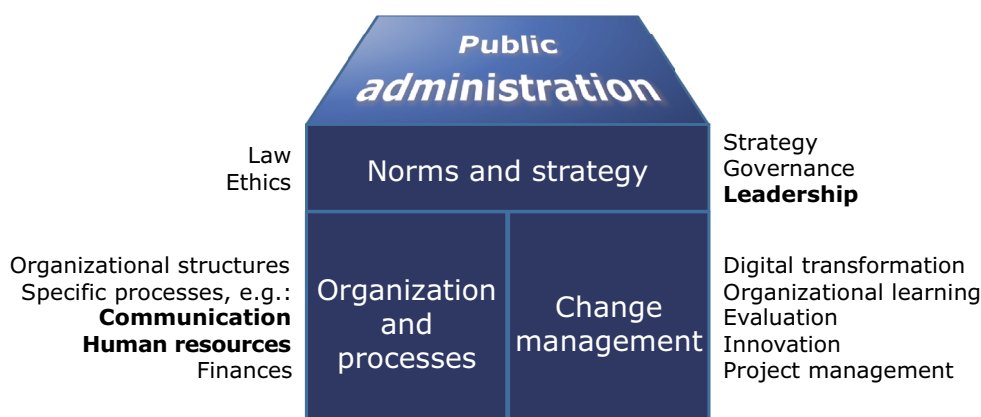 Public
administration
Law
Ethics
Norms and strategy
Strategy
Governance
Leadership
Organizational structures
Specific processes, e.g.:
Communication
Human resources
Finances
Organization
and
processes
Change
management
Digital transformation
Organizational learning
Evaluation
Innovation
Project management